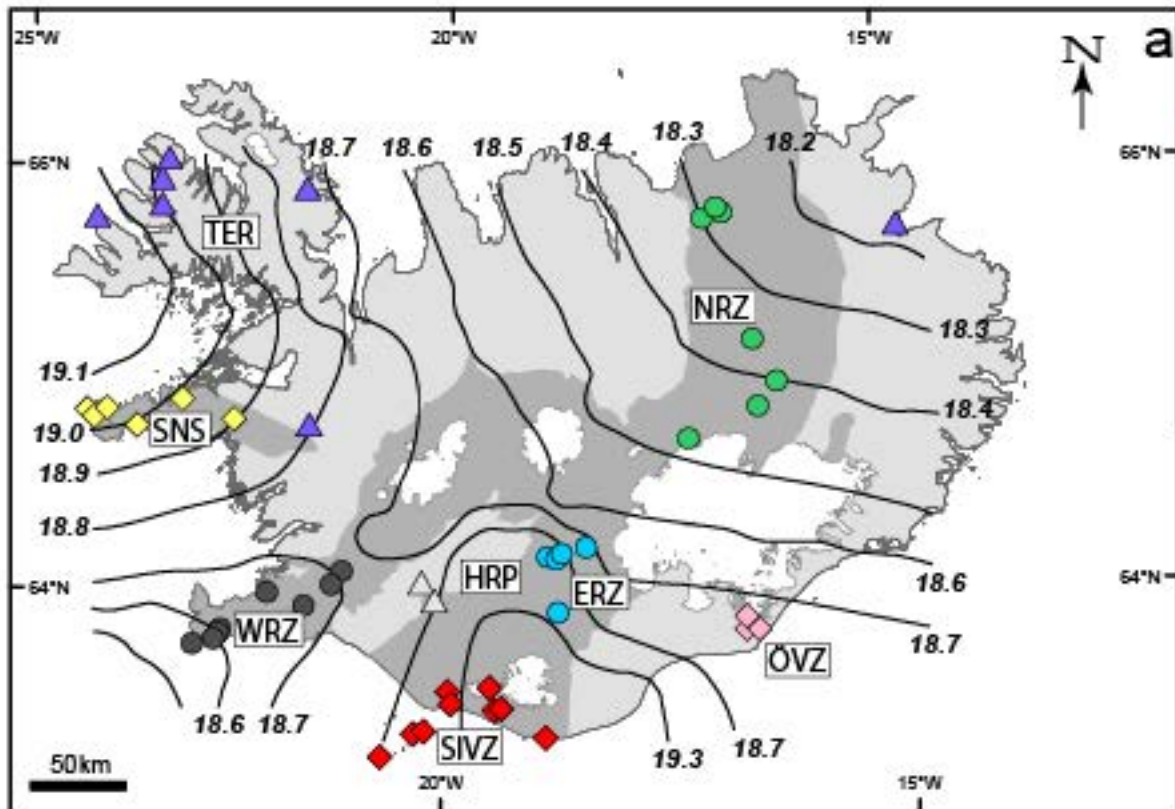 25°W 20°W 15°W
a
N
66°N 18.7 18.6 18.5 18.4 18.3 18.2 66°N
TER
NRZ
18.3
19.1
18.4
19.0 SNS
18.9
18.8
HRP
64°N ERZ 18.6 64°N
WRZ
18.7
ÖVZ
18.6 18.7
SIVZ 19.3 18.7
50km
20°W 15°W